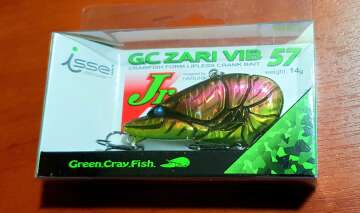 issei
GC ZARI VIB 57
CRAWFISH FORM LIPLESS CRANK BAIT
weight: 14g
Jr.
Green.Cray.Fish.